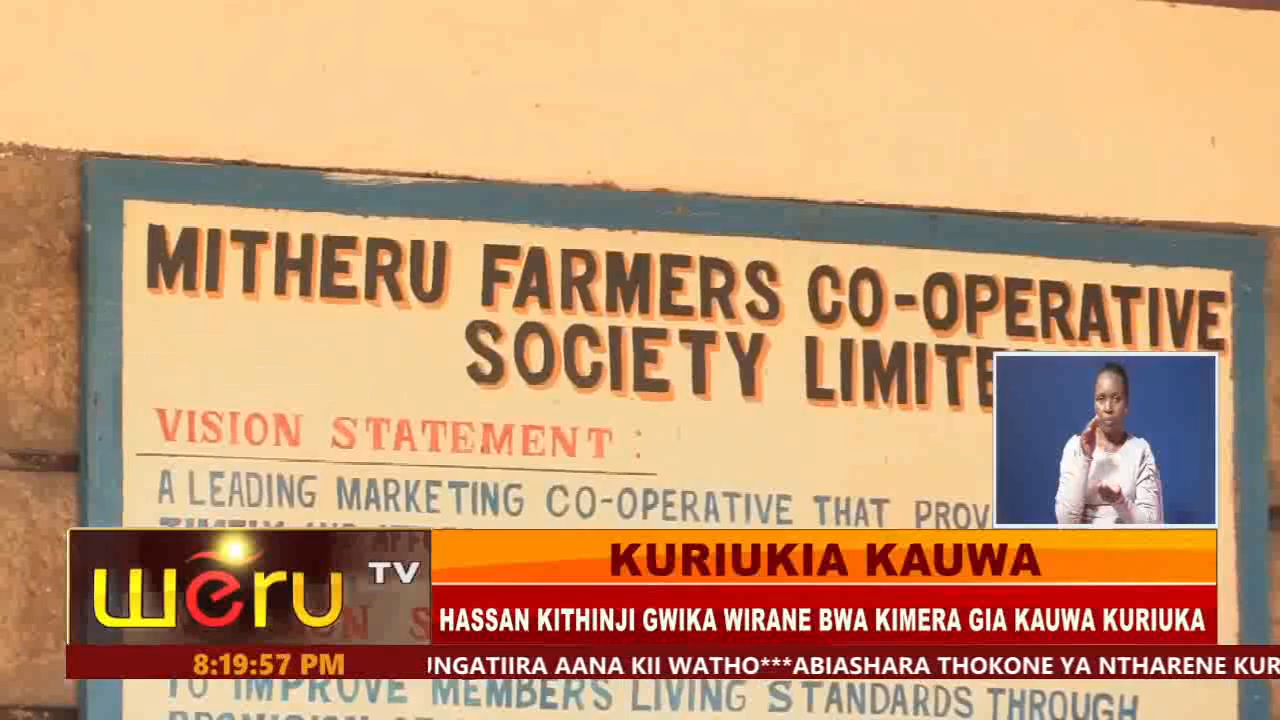 MITHERU FARMERS CO-OPERATIVE
SOCIETY LIMITE
VISION STATEMENT :
A LEADING MARKETING CO-OPERATIVE THAT PROV
weru TV
KURIUKIA KAUWA
HASSAN KITHINJI GWIKA WIRANE BWA KIMERA GIA KAUWA KURIUKA
8:19:57 PM
UNGATIIRA AANA KII WATHO***ABIASHARA THOKONE YA NTHARENE KUR
TO IMPROVE MEMBERS LIVING STANDARDS THROUGH